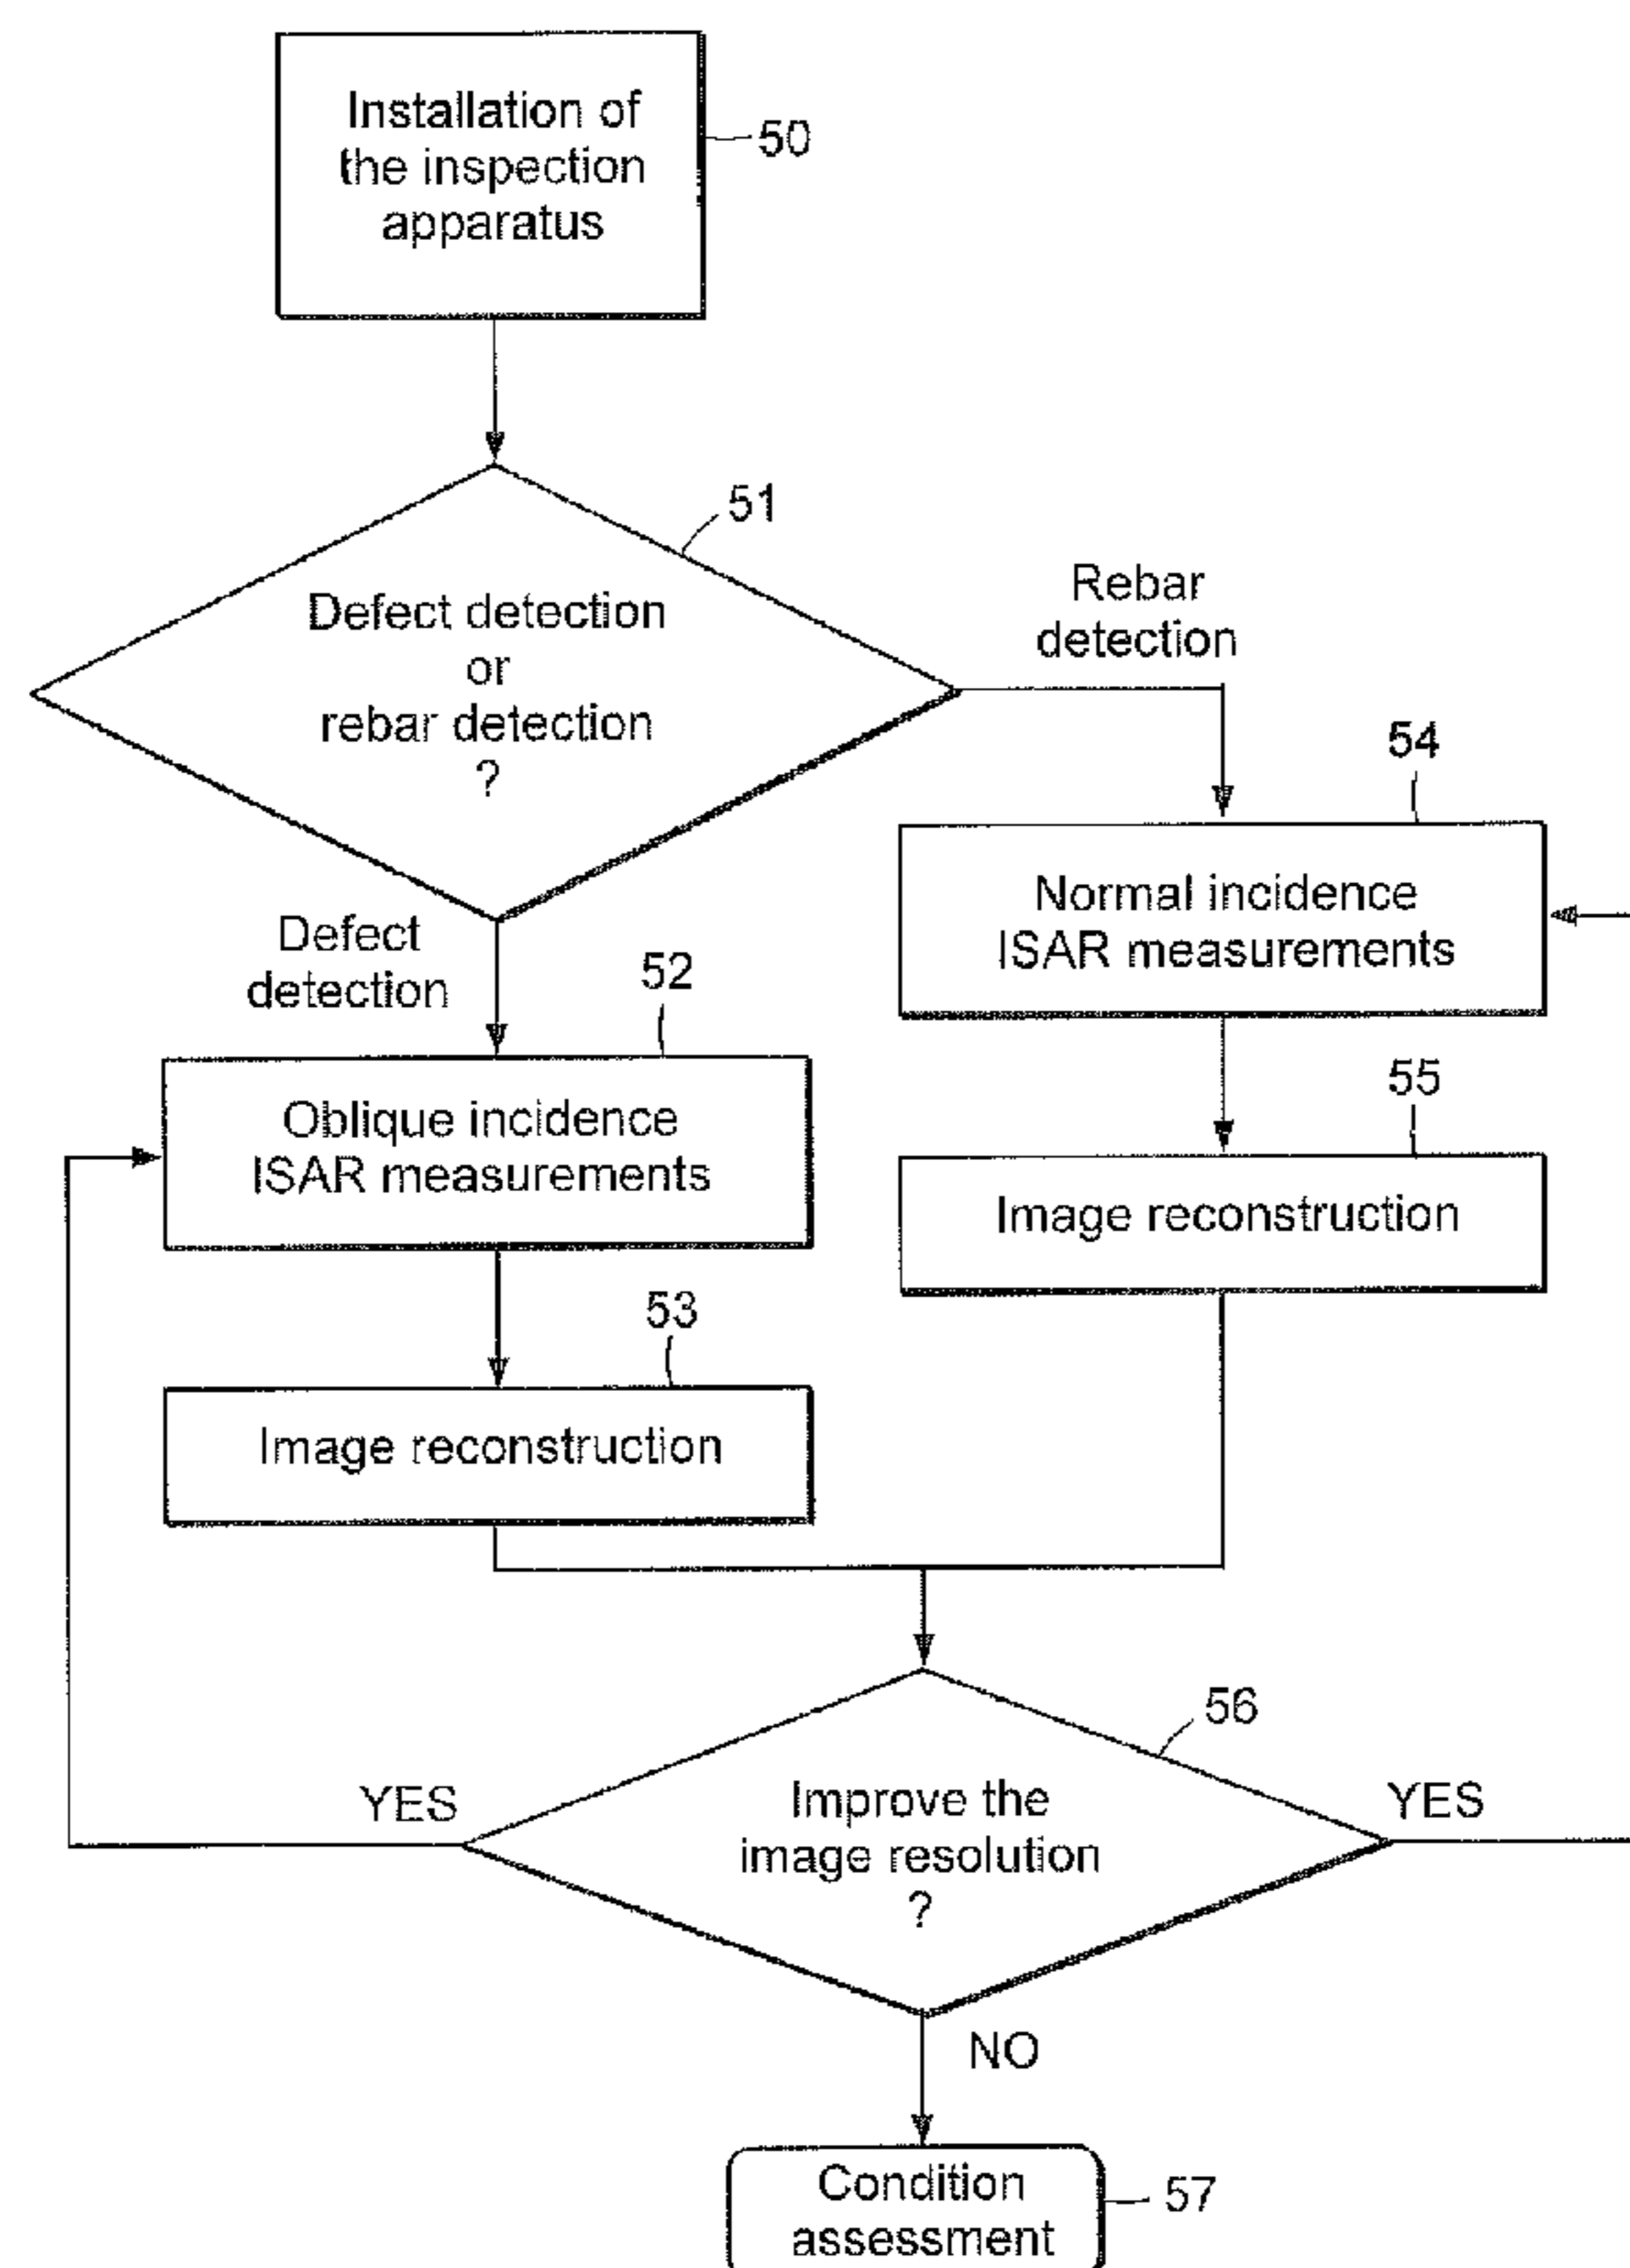 Installation of
the inspection
apparatus
50
51
Defect detection
or
rebar detection
?
Rebar
detection
Defect
detection
54
Normal incidence
ISAR measurements
52
Oblique incidence
ISAR measurements
55
Image reconstruction
53
Image reconstruction
56
Improve the
image resolution
?
YES
YES
NO
Condition
assessment
57